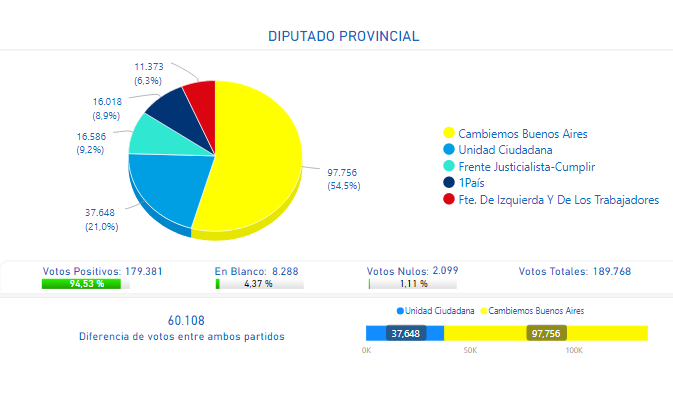 DIPUTADO PROVINCIAL
11.373
(6,3%)
16.018
(8,9%)
16.586
(9,2%)
37.648
(21,0%)
97.756
(54,5%)
Cambiemos Buenos Aires
Unidad Ciudadana
Frente Justicialista-Cumplir
1País
Fte. De Izquierda Y De Los Trabajadores
Votos Positivos: 179.381
94,53 %
En Blanco: 8.288
4,37 %
Votos Nulos: 2.099
1,11 %
Votos Totales: 189.768
60.108
Diferencia de votos entre ambos partidos
Unidad Ciudadana Cambiemos Buenos Aires
37,648 97,756
0K 50K 100K